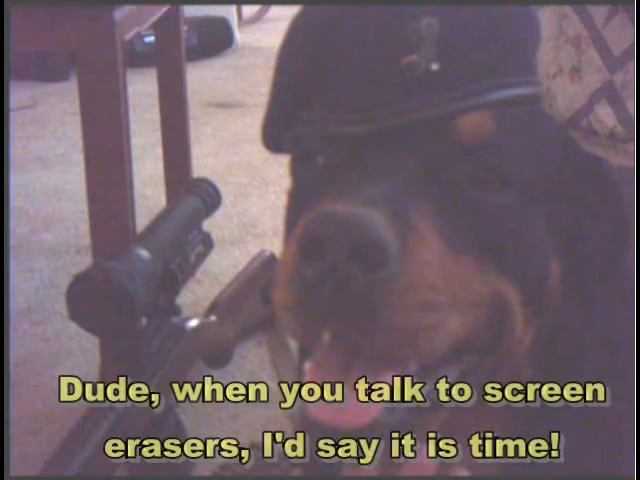 Dude, when you talk to screen
erasers, I'd say it is time!